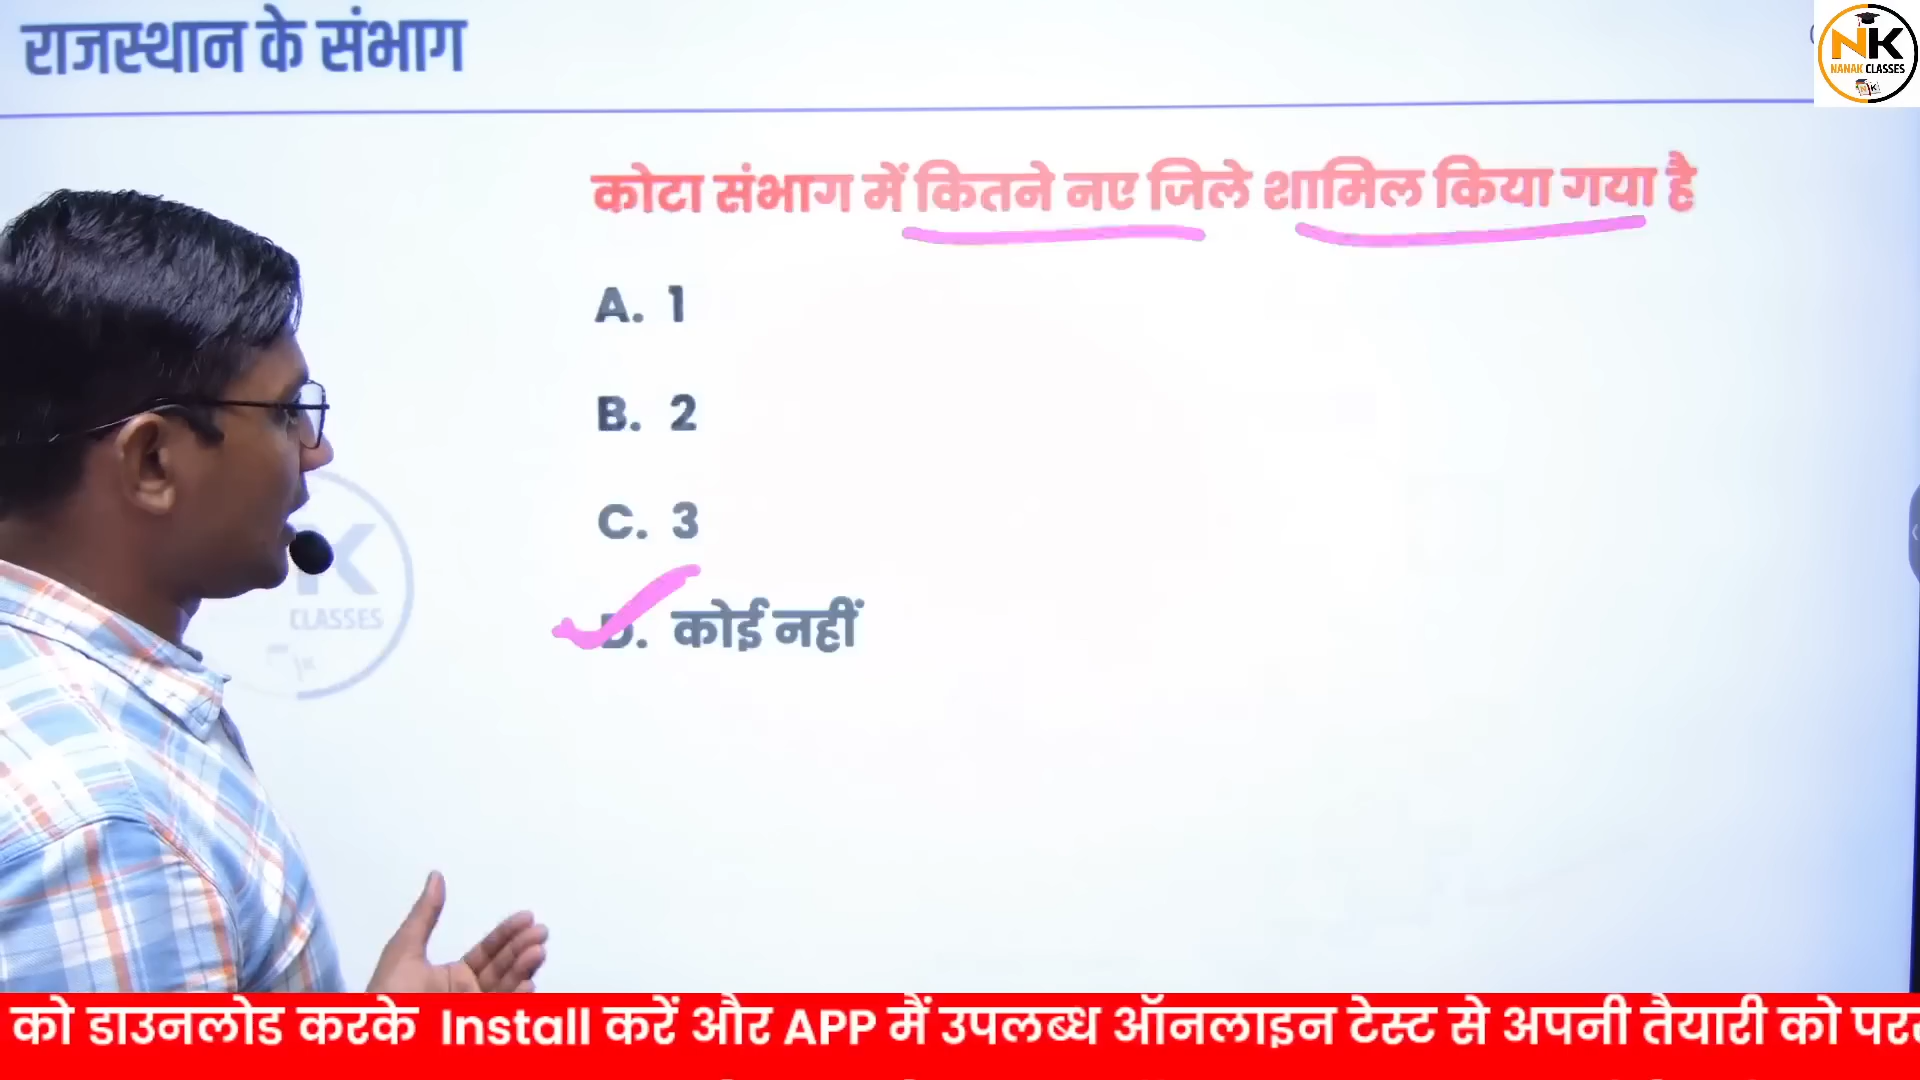 राजस्थान के संभाग
NK
NANAK CLASSES
कोटा संभाग में कितने नए जिले शामिल किया गया है
A. 1
B. 2
C. 3
D. कोई नहीं
K
CLASSES
को डाउनलोड करके Install करें और APP मैं उपलब्ध ऑनलाइन टेस्ट से अपनी तैयारी को